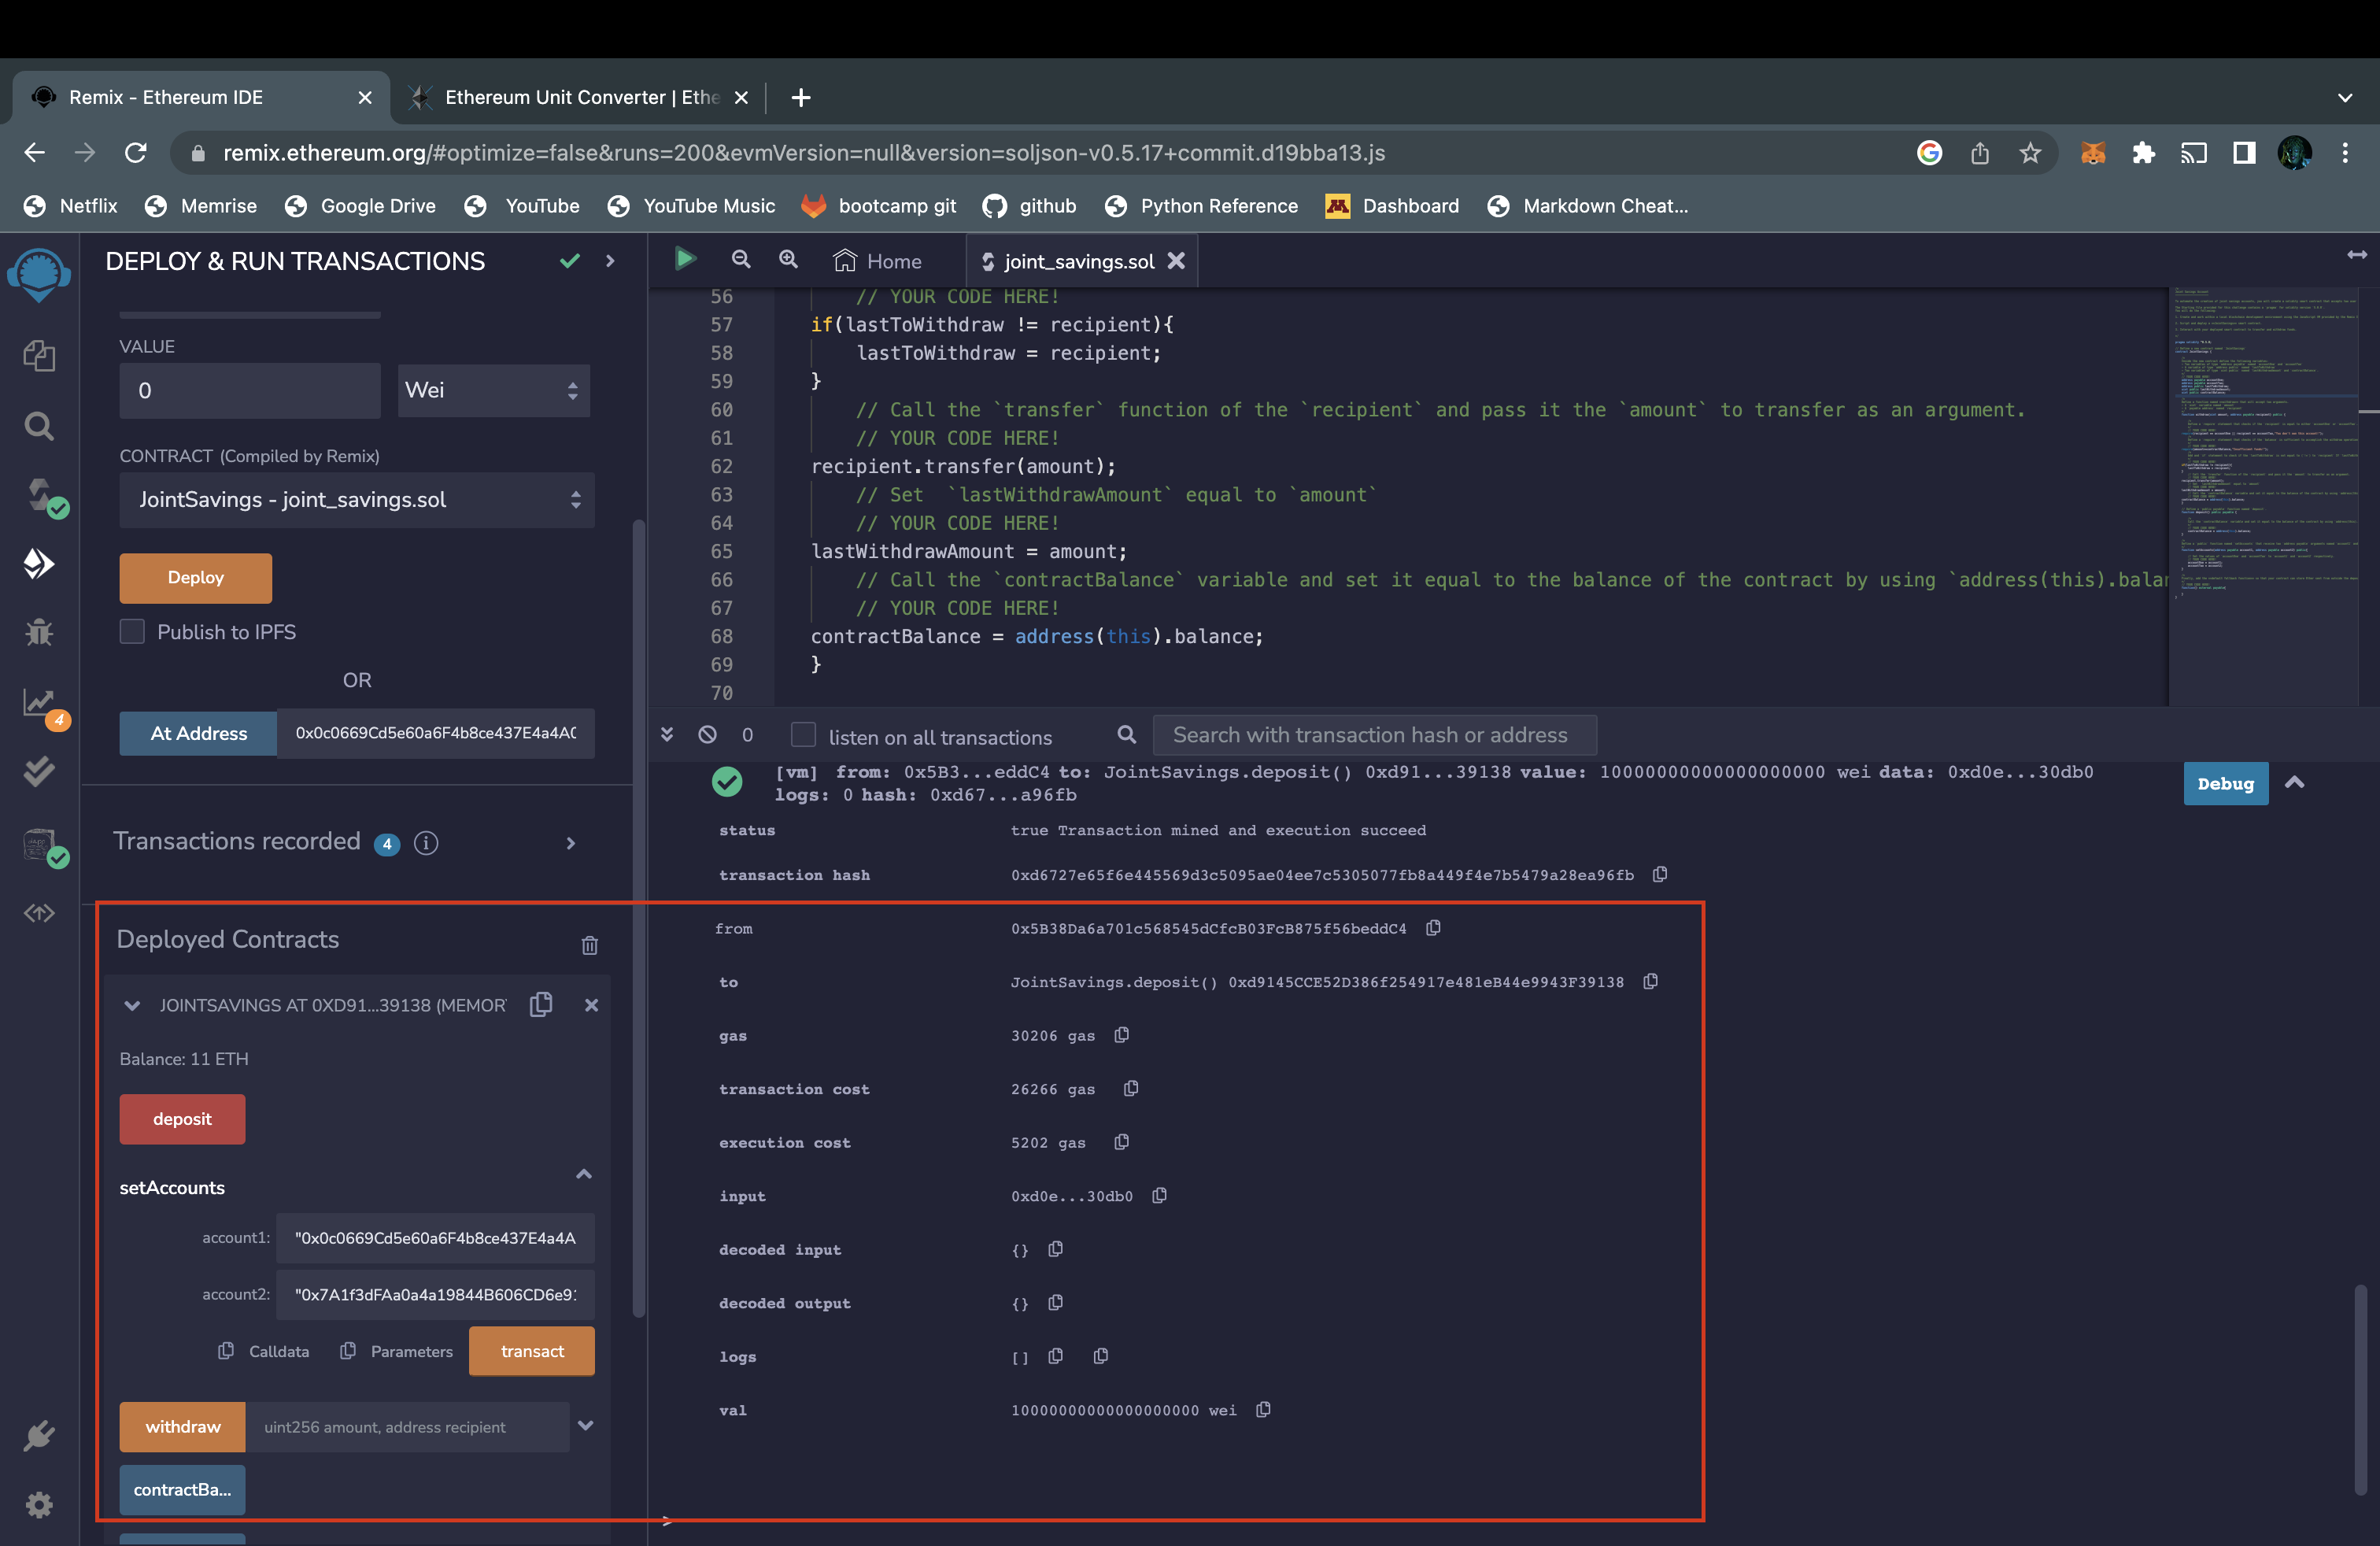 Remix - Ethereum IDE
Ethereum Unit Converter | Ethe
remix.ethereum.org/#optimize=false&runs=200&evmVersion=null&version=soljson-v0.5.17+commit.d19bba13.js
Netflix Memrise Google Drive YouTube YouTube Music bootcamp git github Python Reference Dashboard Markdown Cheat...
DEPLOY & RUN TRANSACTIONS
VALUE
0 Wei
CONTRACT (Compiled by Remix)
JointSavings - joint_savings.sol
Deploy
Publish to IPFS
OR
At Address 0x0c0669Cd5e60a6F4b8ce437E4a4A0
4
Transactions recorded 4 i
Deployed Contracts
JOINTSAVINGS AT 0XD91...39138 (MEMOR
Balance: 11 ETH
deposit
setAccounts
account1: "0x0c0669Cd5e60a6F4b8ce437E4a4A
account2: "0x7A1f3dFAa0a4a19844B606CD6e91
Calldata Parameters transact
withdraw uint256 amount, address recipient
contractBa...
Home joint_savings.sol
56 // YOUR CODE HERE!
57 if(lastToWithdraw != recipient){
58 lastToWithdraw = recipient;
59 }
60 // Call the `transfer` function of the `recipient` and pass it the `amount` to transfer as an argument.
61 // YOUR CODE HERE!
62 recipient.transfer(amount);
63 // Set  `lastWithdrawAmount` equal to `amount`
64 // YOUR CODE HERE!
65 lastWithdrawAmount = amount;
66 // Call the `contractBalance` variable and set it equal to the balance of the contract by using `address(this).balan
67 // YOUR CODE HERE!
68 contractBalance = address(this).balance;
69 }
70
0 listen on all transactions Search with transaction hash or address
[vm] from: 0x5B3...eddC4 to: JointSavings.deposit() 0xd91...39138 value: 10000000000000000000 wei data: 0xd0e...30db0
logs: 0 hash: 0xd67...a96fb
Debug
status true Transaction mined and execution succeed
transaction hash 0xd6727e65f6e445569d3c5095ae04ee7c5305077fb8a449f4e7b5479a28ea96fb
from 0x5B38Da6a701c568545dCfcB03FcB875f56beddC4
to JointSavings.deposit() 0xd9145CCE52D386f254917e481eB44e9943F39138
gas 30206 gas
transaction cost 26266 gas
execution cost 5202 gas
input 0xd0e...30db0
decoded input {}
decoded output {}
logs []
val 10000000000000000000 wei
>